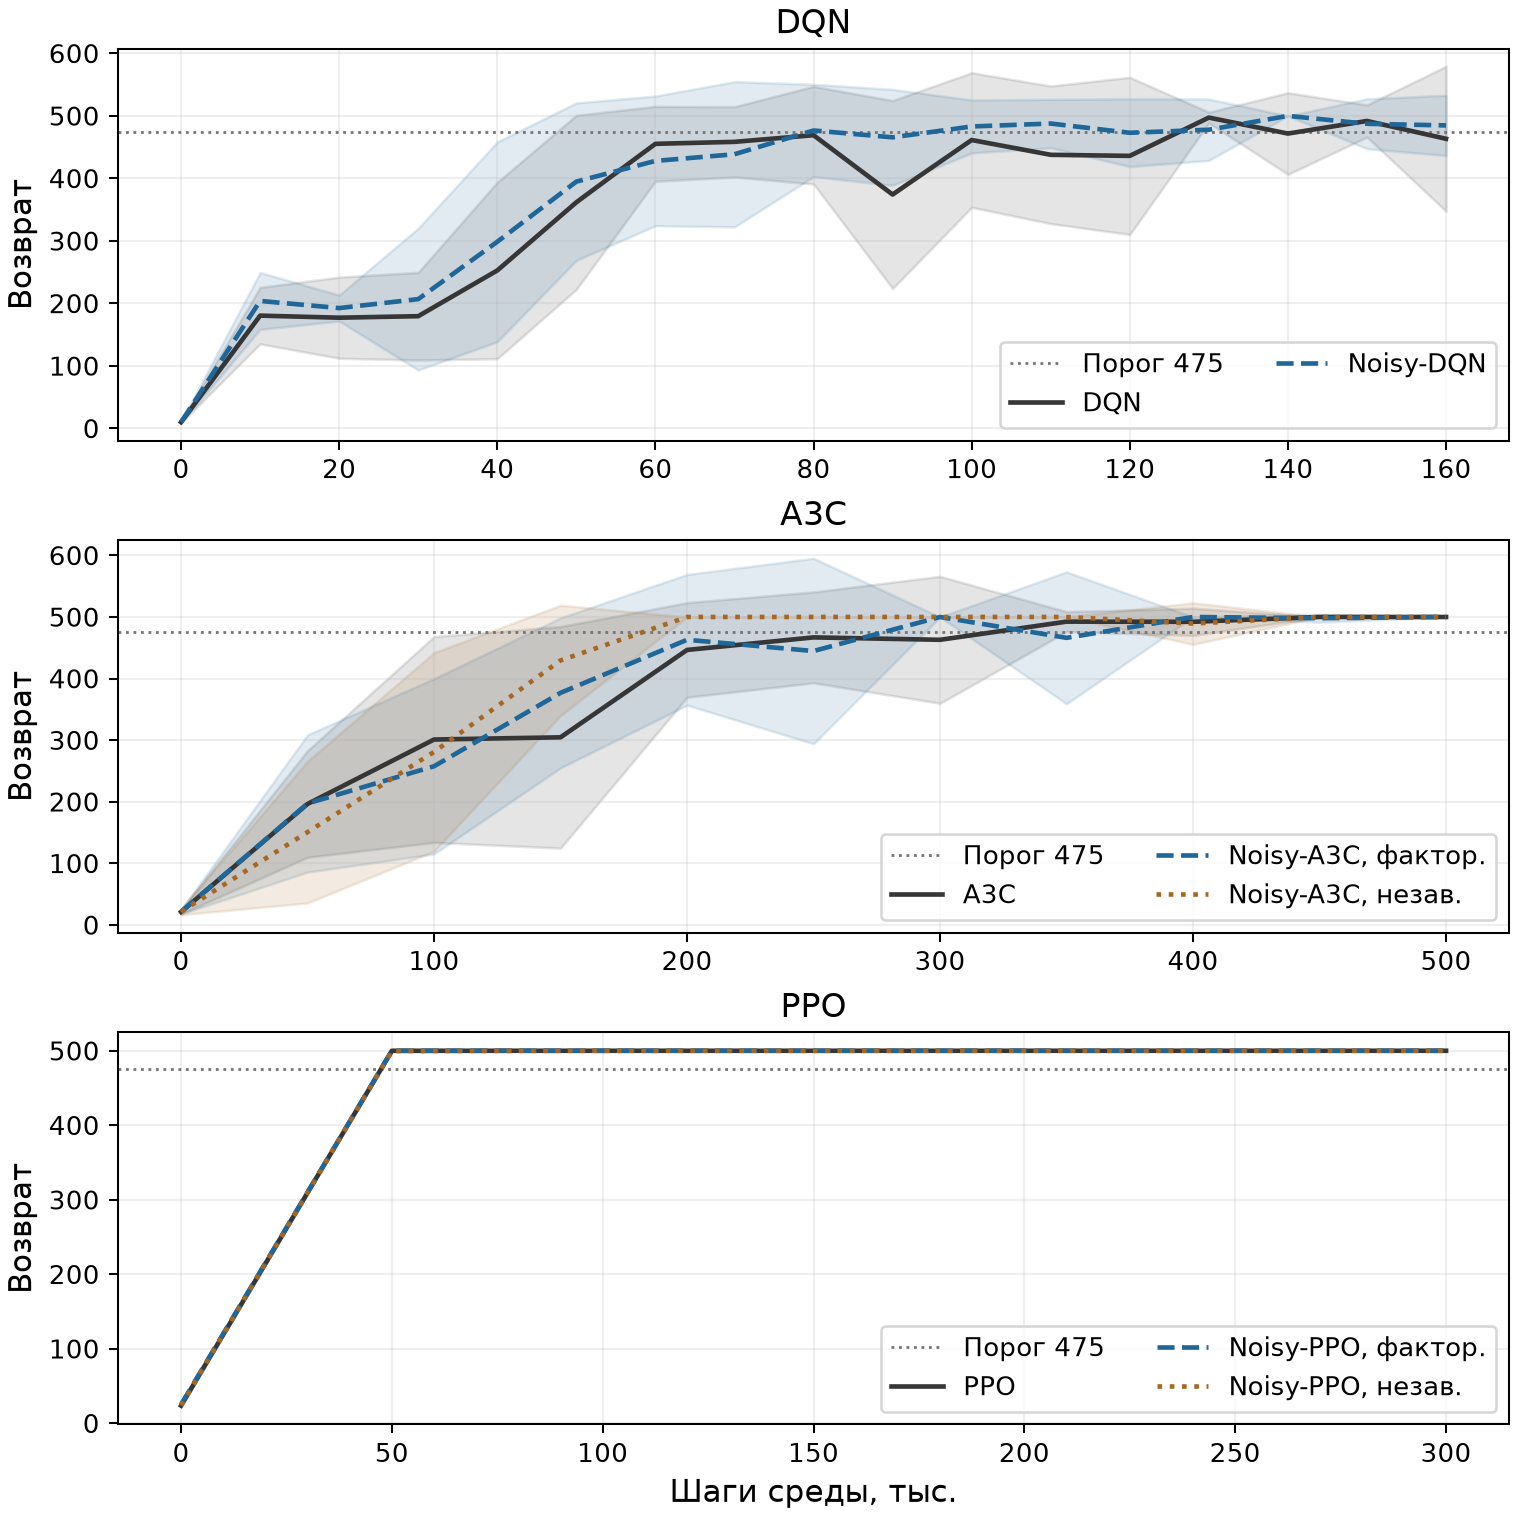 DQN
600
500
400
300
200
100
0
Возврат
Порог 475
DQN
Noisy-DQN
0 20 40 60 80 100 120 140 160
A3C
600
500
400
300
200
100
0
Возврат
Порог 475
A3C
Noisy-A3C, фактор.
Noisy-A3C, незав.
0 100 200 300 400 500
PPO
500
400
300
200
100
0
Возврат
Порог 475
PPO
Noisy-PPO, фактор.
Noisy-PPO, незав.
0 50 100 150 200 250 300
Шаги среды, тыс.